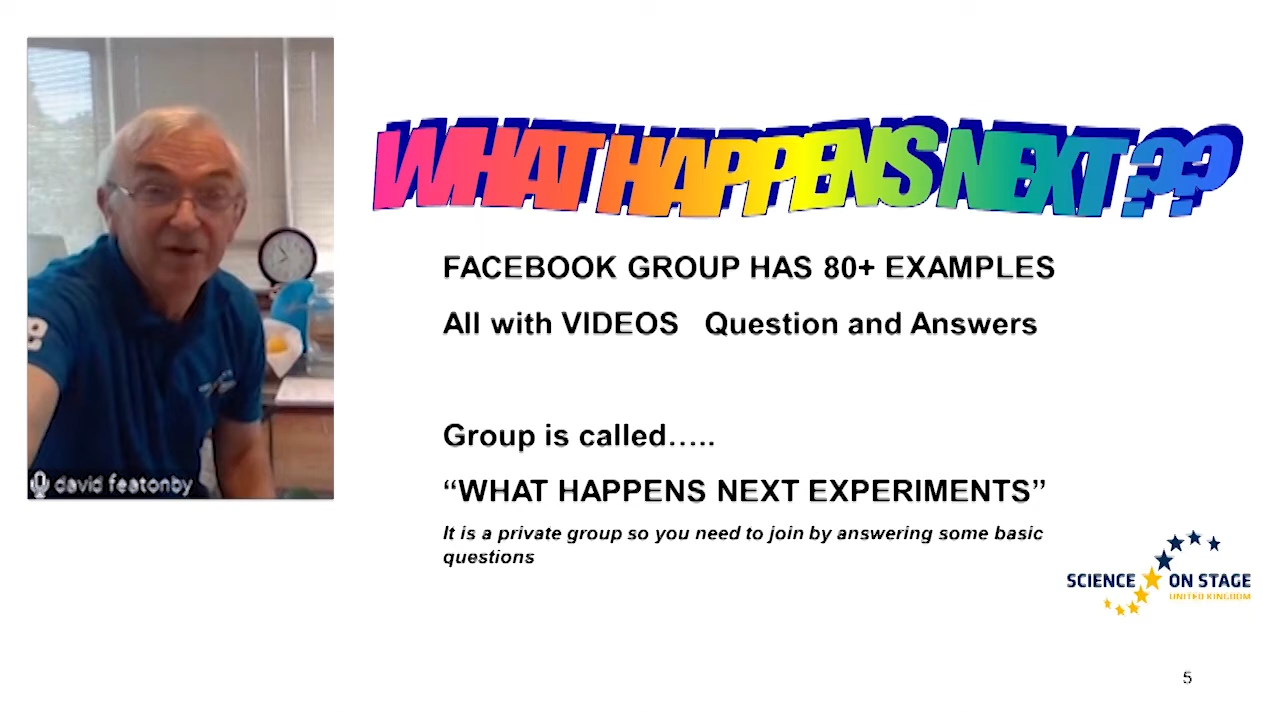 WHAT HAPPENS NEXT ??
FACEBOOK GROUP HAS 80+ EXAMPLES
All with VIDEOS Question and Answers
Group is called…..
“WHAT HAPPENS NEXT EXPERIMENTS”
It is a private group so you need to join by answering some basic
questions
david featonby
SCIENCE ON STAGE
UNITED KINGDOM
5